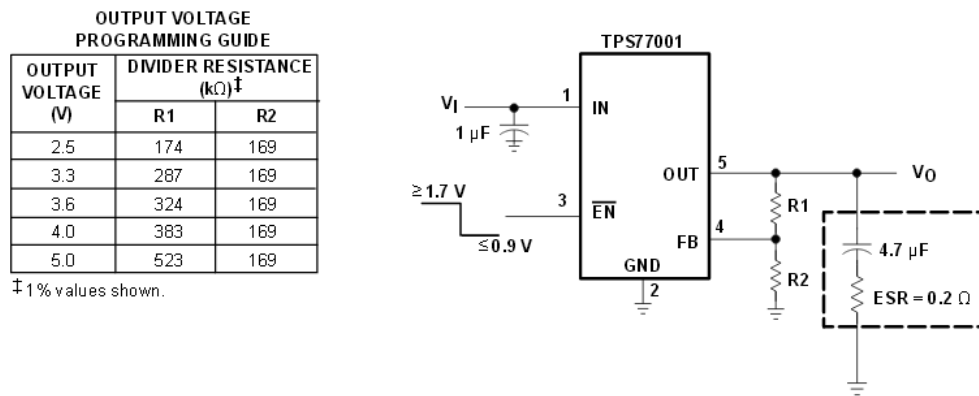 OUTPUT VOLTAGE
PROGRAMMING GUIDE
OUTPUT VOLTAGE (V) DIVIDER RESISTANCE (kΩ)‡
R1 R2
2.5 174 169
3.3 287 169
3.6 324 169
4.0 383 169
5.0 523 169
‡1% values shown.
TPS77001
VI
1
IN
1 µF
5
OUT
VO
R1
≥1.7 V
3
EN
≤0.9 V
4
FB
4.7 µF
GND
R2
2
ESR = 0.2 Ω